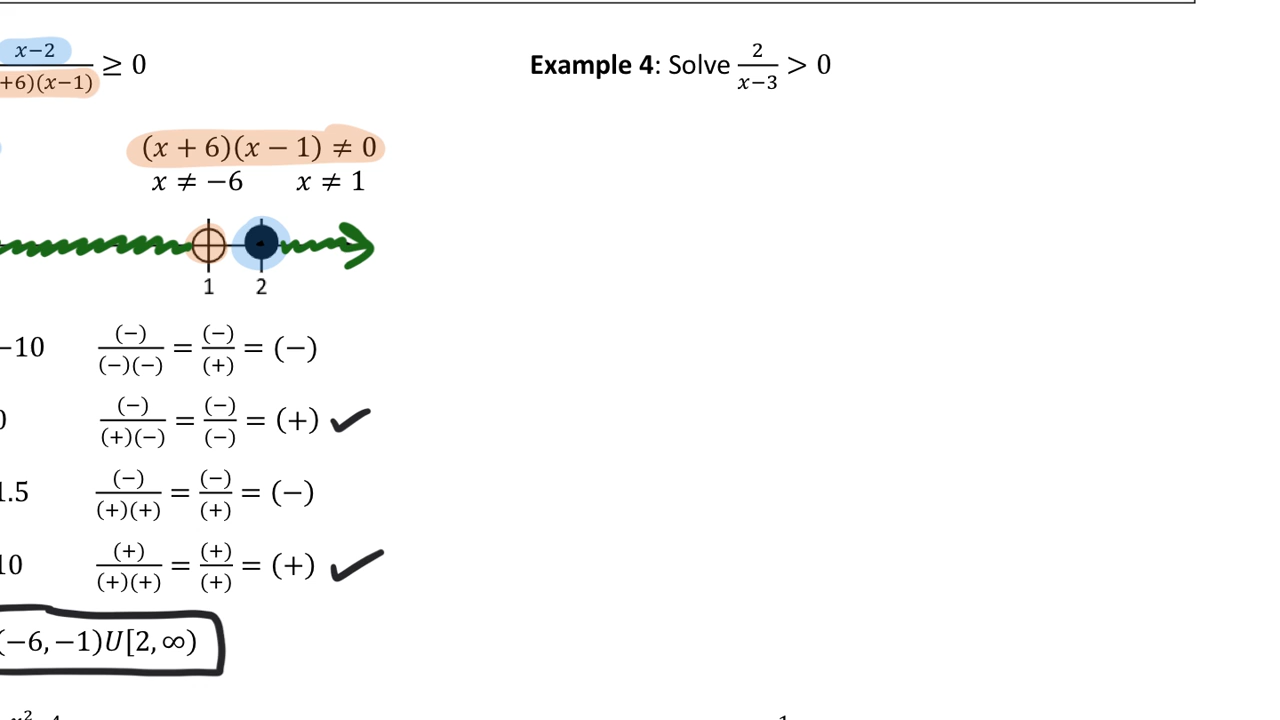 x−2
+6)(x−1) ≥ 0
Example 4: Solve 2/(x−3) > 0
(x + 6)(x − 1) ≠ 0
x ≠ −6 x ≠ 1
1 2
−10 (−)/((−)(−)) = (−)/(+) = (−)
0 (−)/((+)(−)) = (−)/(−) = (+)
1.5 (−)/((+)(+)) = (−)/(+) = (−)
10 (+)/((+)(+)) = (+)/(+) = (+)
(−6, −1)U[2, ∞)